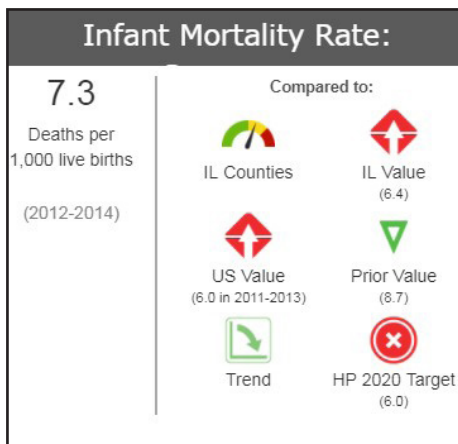 Infant Mortality Rate:
7.3
Deaths per
1,000 live births
(2012-2014)
Compared to:
IL Counties
IL Value
(6.4)
US Value
(6.0 in 2011-2013)
Prior Value
(8.7)
Trend
HP 2020 Target
(6.0)